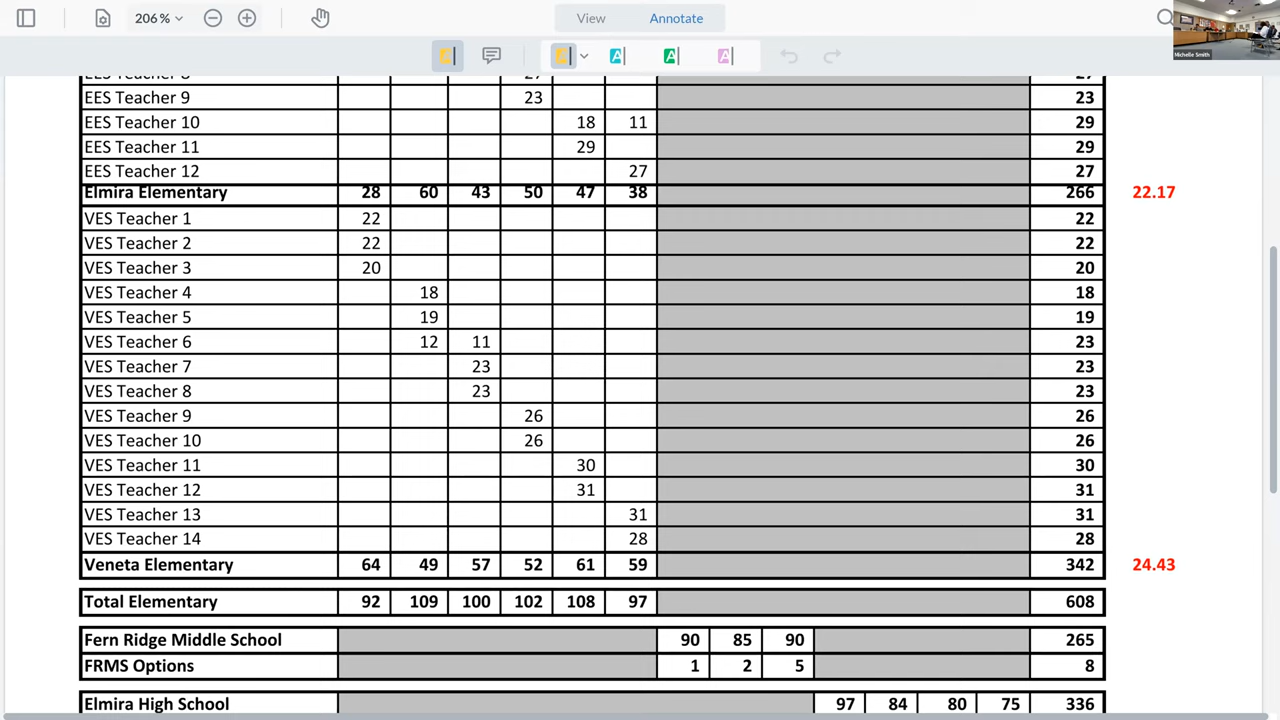 206 %
View Annotate
EES Teacher 9 23 23
EES Teacher 10 18 11 29
EES Teacher 11 29 29
EES Teacher 12 27 27
Elmira Elementary 28 60 43 50 47 38 266 22.17
VES Teacher 1 22 22
VES Teacher 2 22 22
VES Teacher 3 20 20
VES Teacher 4 18 18
VES Teacher 5 19 19
VES Teacher 6 12 11 23
VES Teacher 7 23 23
VES Teacher 8 23 23
VES Teacher 9 26 26
VES Teacher 10 26 26
VES Teacher 11 30 30
VES Teacher 12 31 31
VES Teacher 13 31 31
VES Teacher 14 28 28
Veneta Elementary 64 49 57 52 61 59 342 24.43
Total Elementary 92 109 100 102 108 97 608
Fern Ridge Middle School 90 85 90 265
FRMS Options 1 2 5 8
Elmira High School 97 84 80 75 336
Michelle Smith